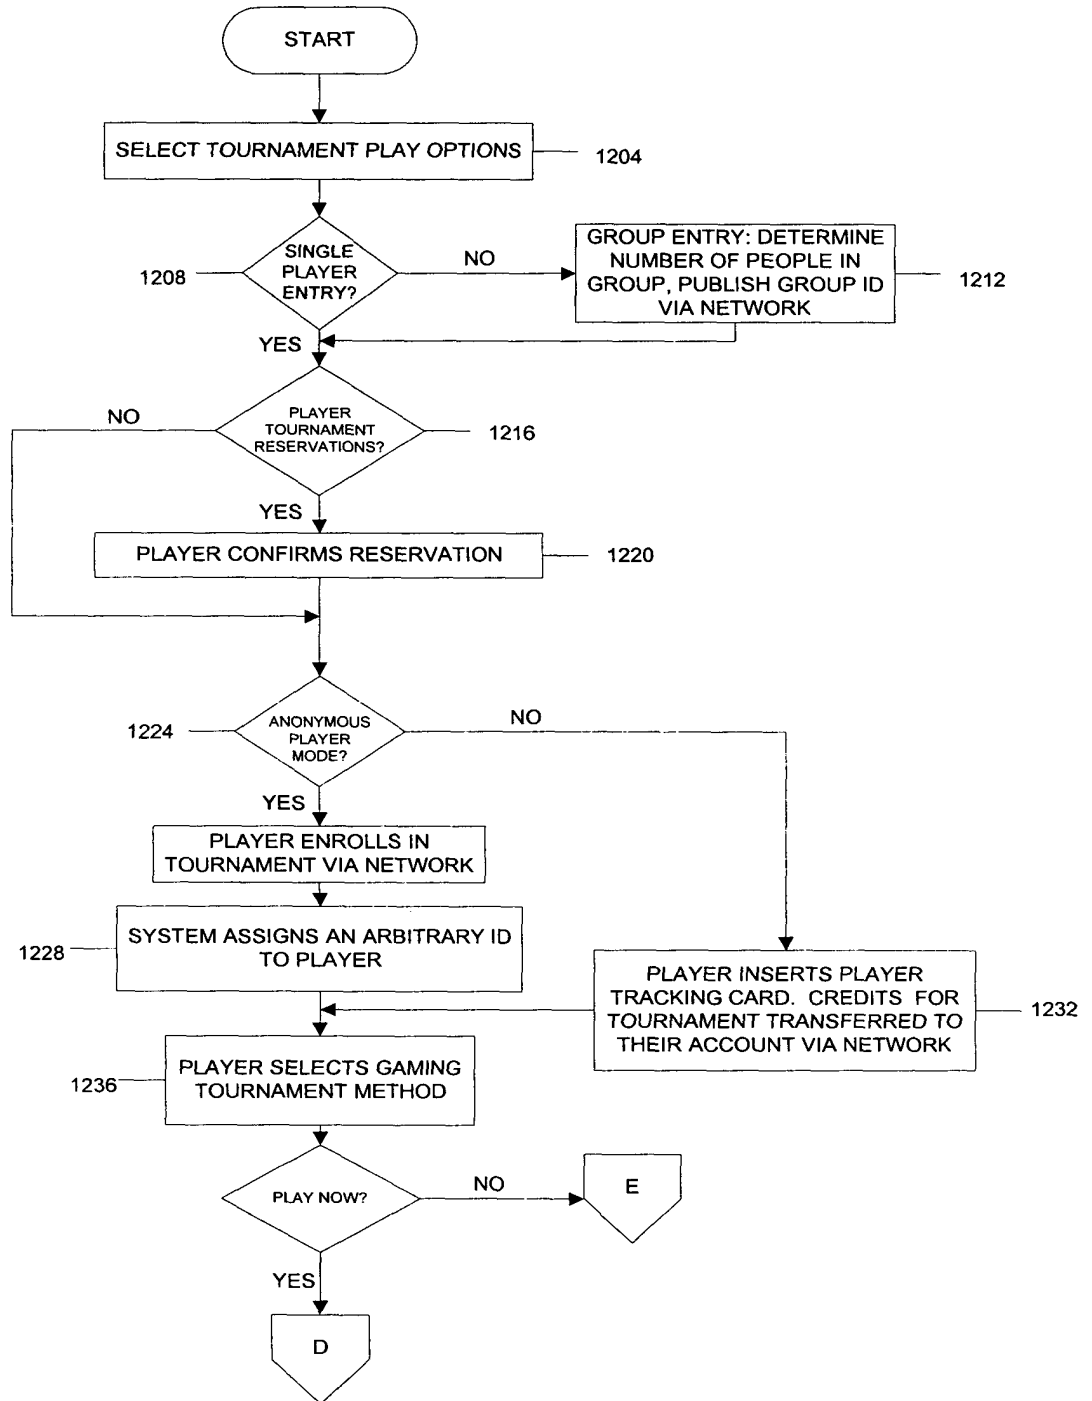 START
SELECT TOURNAMENT PLAY OPTIONS
1204
SINGLE
PLAYER
ENTRY?
1208
NO
GROUP ENTRY: DETERMINE
NUMBER OF PEOPLE IN
GROUP, PUBLISH GROUP ID
VIA NETWORK
1212
YES
PLAYER
TOURNAMENT
RESERVATIONS?
1216
NO
YES
PLAYER CONFIRMS RESERVATION
1220
ANONYMOUS
PLAYER
MODE?
1224
NO
YES
PLAYER ENROLLS IN
TOURNAMENT VIA NETWORK
SYSTEM ASSIGNS AN ARBITRARY ID
TO PLAYER
1228
PLAYER INSERTS PLAYER
TRACKING CARD. CREDITS FOR
TOURNAMENT TRANSFERRED TO
THEIR ACCOUNT VIA NETWORK
1232
PLAYER SELECTS GAMING
TOURNAMENT METHOD
1236
PLAY NOW?
NO
E
YES
D